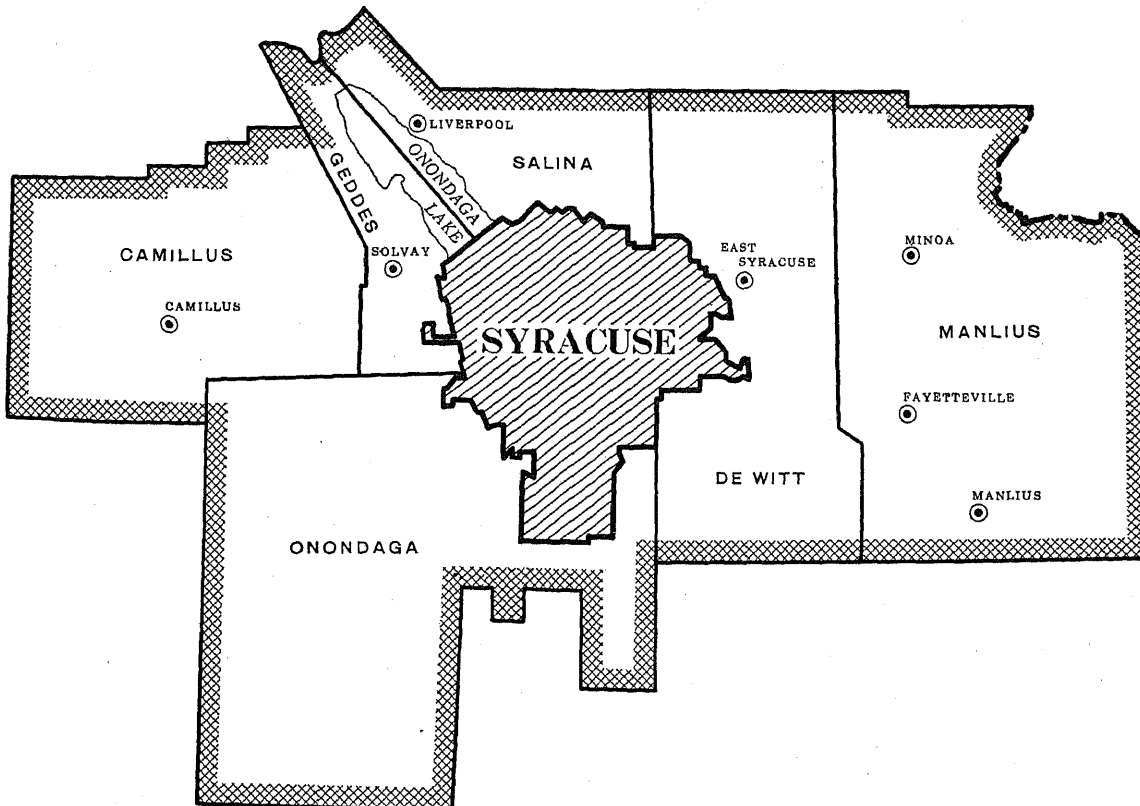 LIVERPOOL
SALINA
ONONDAGA
LAKE
GEDDES
CAMILLUS
SOLVAY
EAST
SYRACUSE
MINOA
CAMILLUS
SYRACUSE
MANLIUS
FAYETTEVILLE
DE WITT
MANLIUS
ONONDAGA